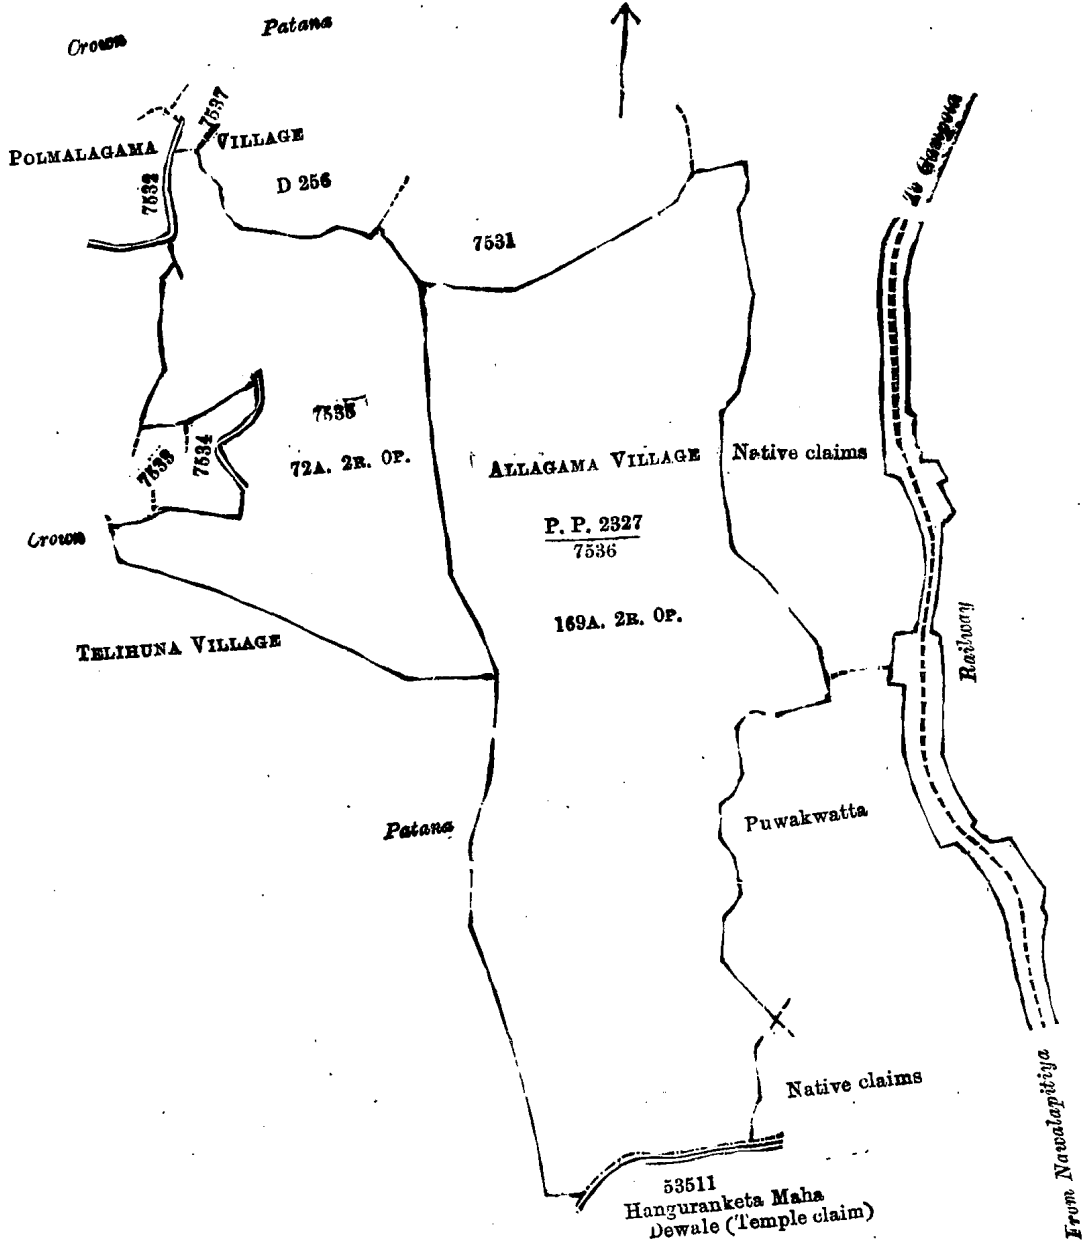 Crown
Patana
7537
POLMALAGAMA VILLAGE
7532
D 256
7531
To Gampola
7535
72A. 2R. 0P.
7533
7534
Crown
ALLAGAMA VILLAGE
Native claims
P. P. 2327
7536
169A. 2R. 0P.
TELIHUNA VILLAGE
Railway
Patana
Puwakwatta
Native claims
From Nawalapitiya
53511
Hanguranketa Maha
Dewale (Temple claim)